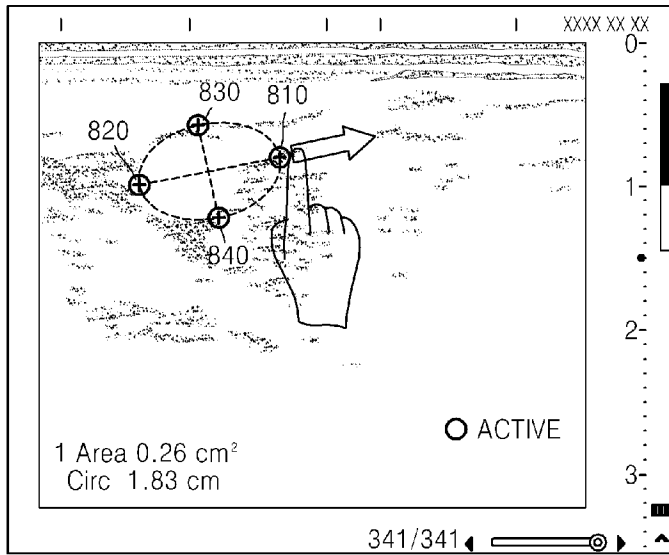 XXXX XX XX
0-
830
810
820
1-
840
2-
ACTIVE
1 Area 0.26 cm²
Circ 1.83 cm
3-
341/341